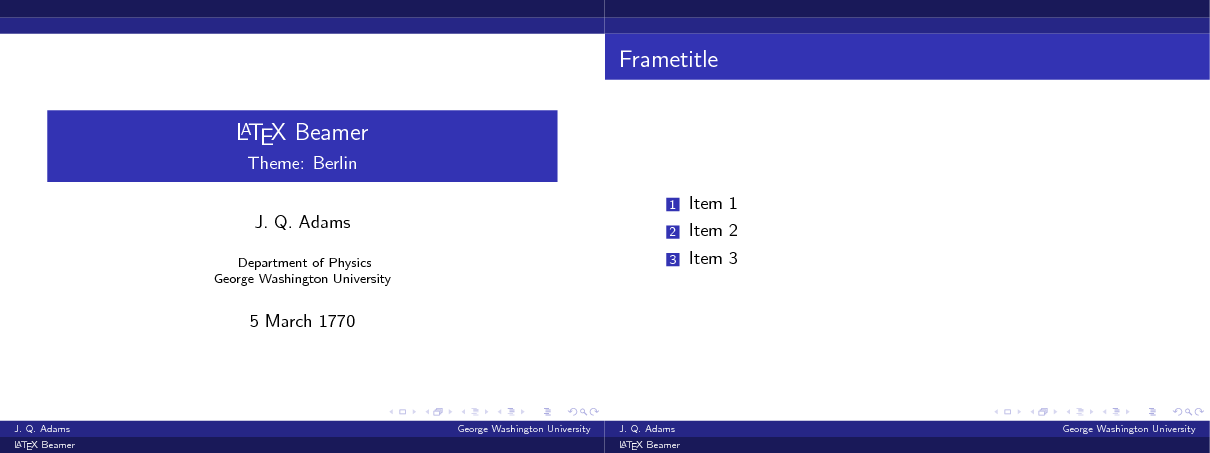 LATEX Beamer
Theme: Berlin
J. Q. Adams
Department of Physics
George Washington University
5 March 1770
J. Q. Adams George Washington University
LATEX Beamer
Frametitle
1 Item 1
2 Item 2
3 Item 3
J. Q. Adams George Washington University
LATEX Beamer